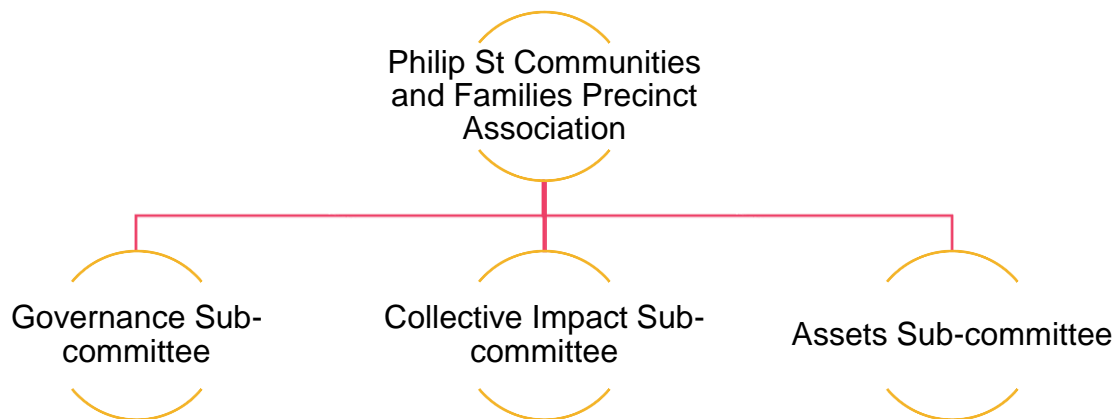 Philip St Communities
and Families Precinct
Association
Governance Sub-
committee
Collective Impact Sub-
committee
Assets Sub-committee